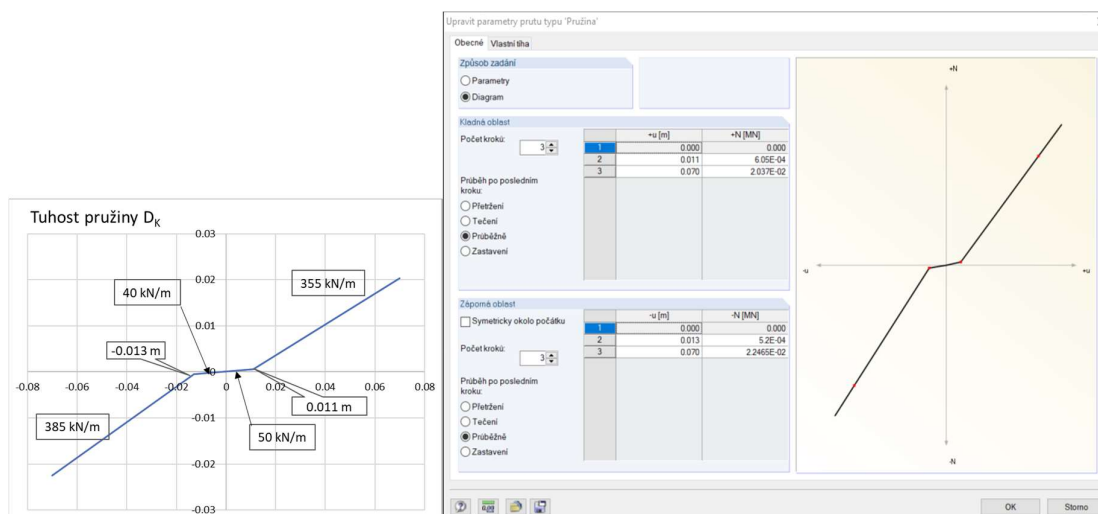 Tuhost pružiny Dₖ
0.03
0.02
0.01
0
-0.01
-0.02
-0.03
-0.08
-0.06
-0.04
-0.02
0
0.02
0.04
0.06
0.08
355 kN/m
40 kN/m
-0.013 m
0.011 m
50 kN/m
385 kN/m
Upravit parametry prutu typu 'Pružina'
Obecné Vlastní tíha
Způsob zadání
Parametry
Diagram
Kladná oblast
Počet kroků: 3
+u [m] +N [MN]
1 0.000 0.000
2 0.011 6.05E-04
3 0.070 2.037E-02
Průběh po posledním
kroku:
Přetržení
Tečení
Průběžně
Zastavení
Záporná oblast
Symetricky okolo počátku
Počet kroků: 3
-u [m] -N [MN]
1 0.000 0.000
2 0.013 5.2E-04
3 0.070 2.2465E-02
Průběh po posledním
kroku:
Přetržení
Tečení
Průběžně
Zastavení
+N
-u
+u
-N
0,00
OK Storno